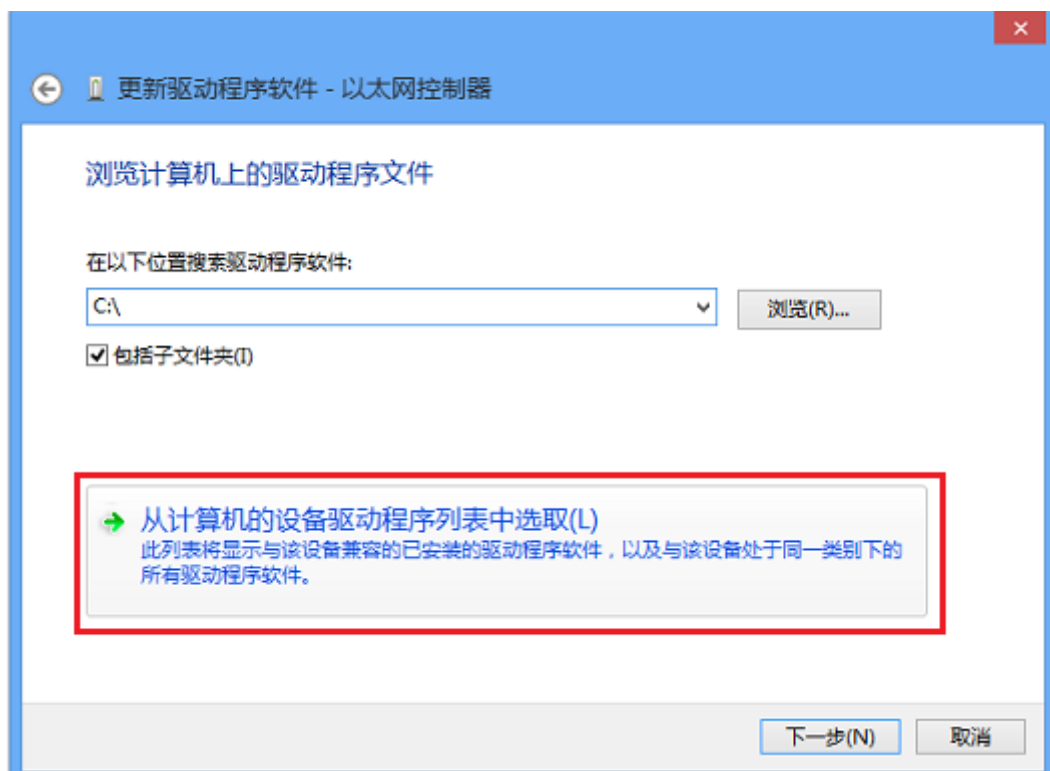 更新驱动程序软件 - 以太网控制器
浏览计算机上的驱动程序文件
在以下位置搜索驱动程序软件:
C:\
浏览(R)...
包括子文件夹(I)
从计算机的设备驱动程序列表中选取(L)
此列表将显示与该设备兼容的已安装的驱动程序软件，以及与该设备处于同一类别下的
所有驱动程序软件。
下一步(N)
取消